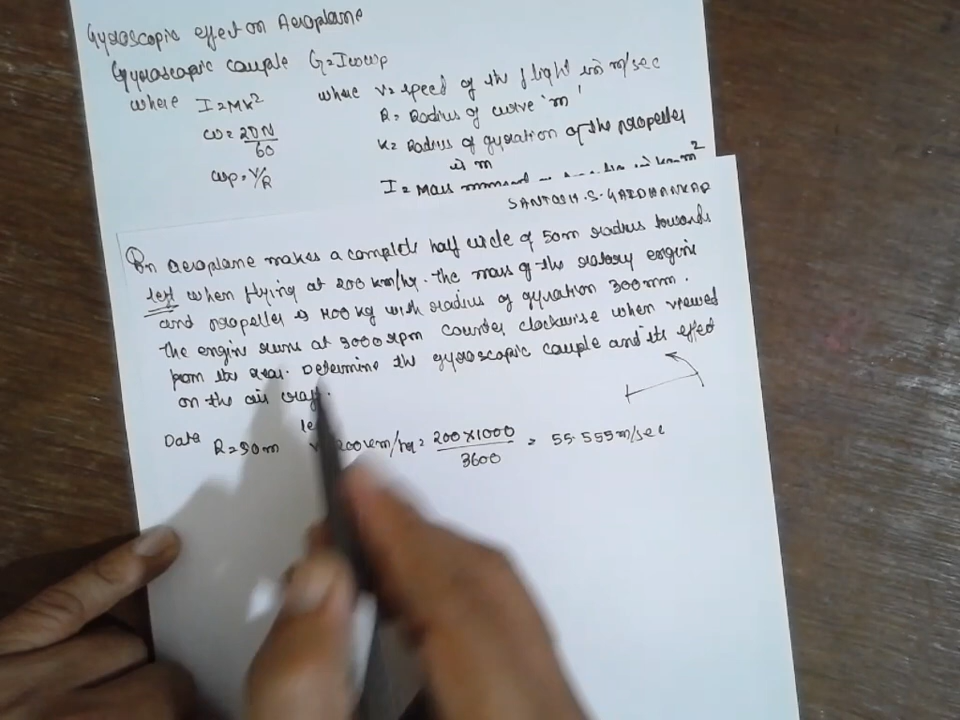 Gyroscopic effect on Aeroplane
Gyroscopic couple G=Iωωp
where I=Mk²
ω=2πN/60
ωp=V/R
where V=speed of the flight in m/sec
R=Radius of curve 'm'
K=Radius of gyration of the propeller
is m
I=Mass
SANTOSH.S.GAIDHANKAR
An aeroplane makes a complete half circle of 50m radius towards
left when flying at 200 km/hr. The mass of the rotary engine
and propeller is 400 kg with radius of gyration 300mm.
The engine runs at 3000 rpm counter clockwise when viewed
from the rear. Determine the gyroscopic couple and its effect
on the air craft.
Data R=50m V=200km/hr=200×1000/3600 = 55.555m/sec